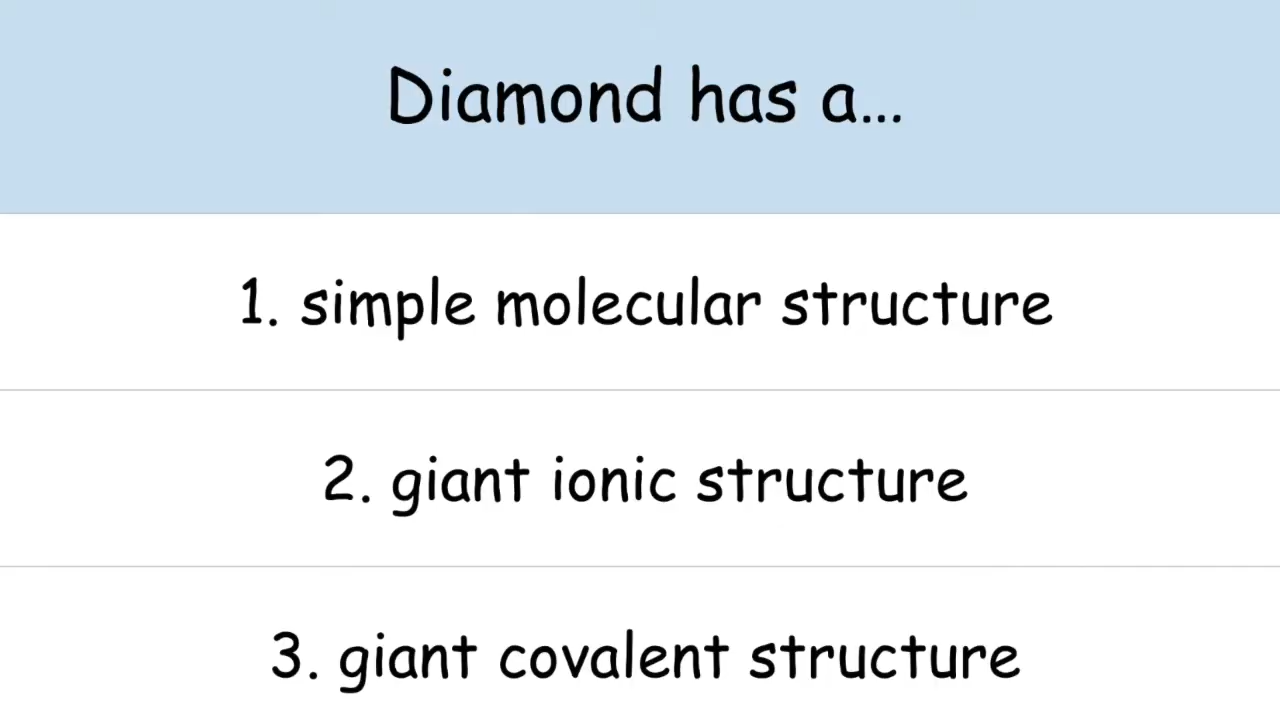 Diamond has a...
1. simple molecular structure
2. giant ionic structure
3. giant covalent structure